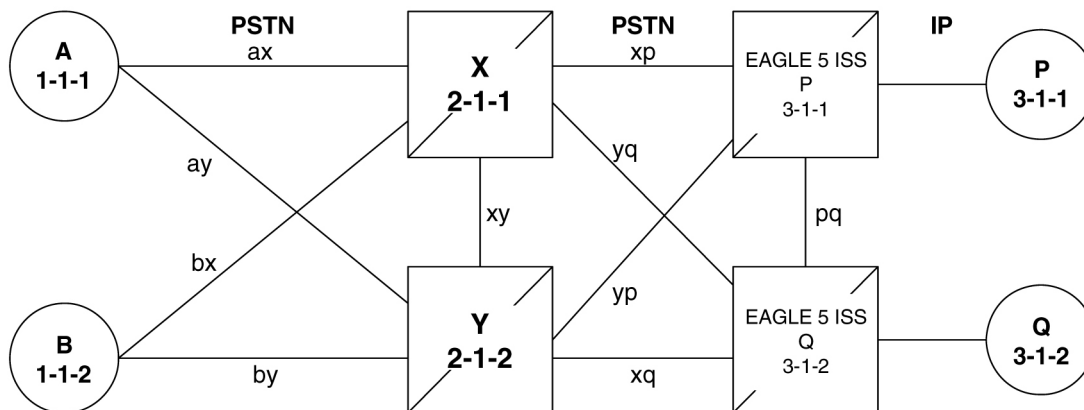 PSTN
PSTN
IP
A
1-1-1
ax
X
2-1-1
xp
EAGLE 5 ISS
P
3-1-1
P
3-1-1
ay
yq
bx
xy
pq
yp
B
1-1-2
by
Y
2-1-2
xq
EAGLE 5 ISS
Q
3-1-2
Q
3-1-2